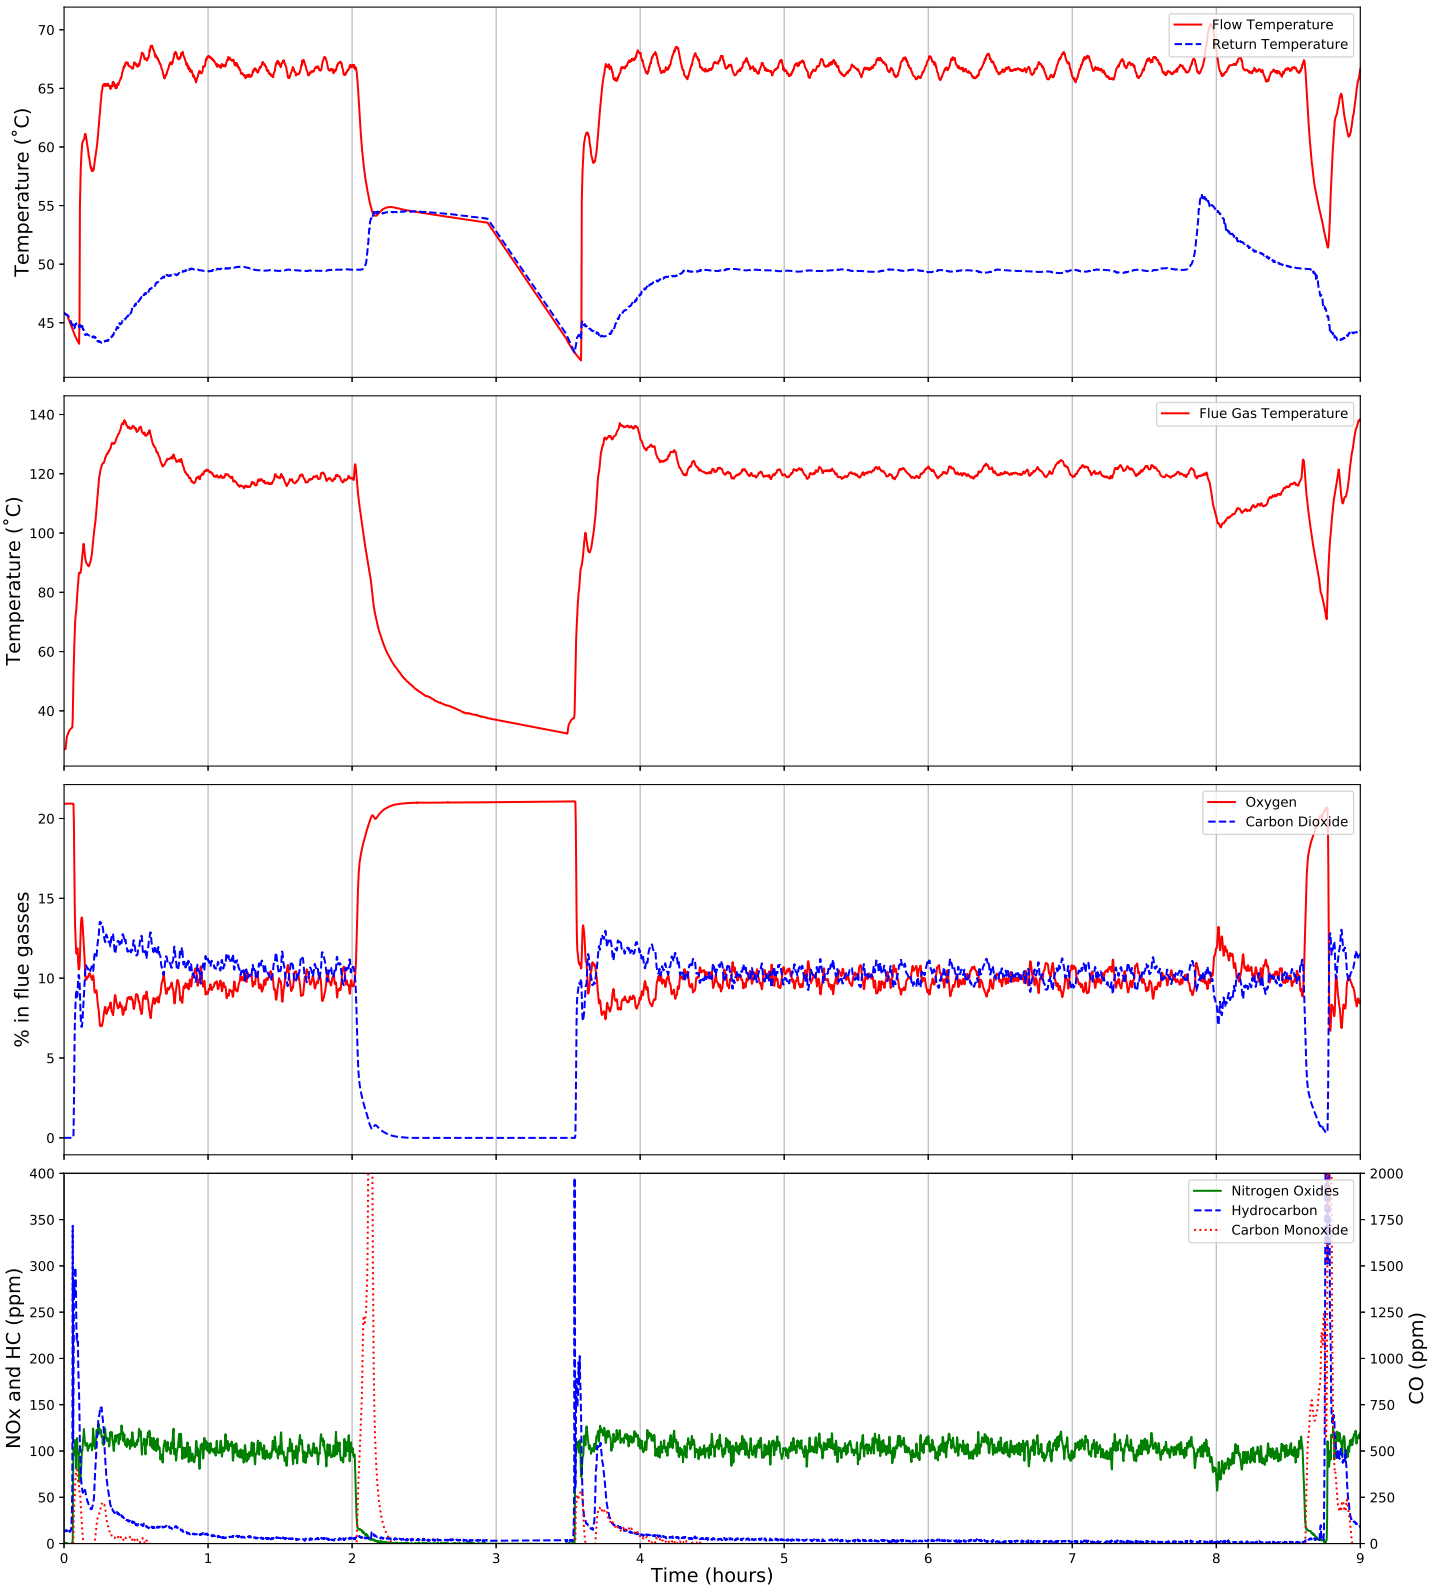 70
65
60
55
50
45
Temperature (˚C)
Flow Temperature
Return Temperature
140
120
100
80
60
40
Temperature (˚C)
Flue Gas Temperature
20
15
10
5
0
% in flue gasses
Oxygen
Carbon Dioxide
400
350
300
250
200
150
100
50
0
NOx and HC (ppm)
Nitrogen Oxides
Hydrocarbon
Carbon Monoxide
2000
1750
1500
1250
1000
750
500
250
0
CO (ppm)
0 1 2 3 4 5 6 7 8 9
Time (hours)